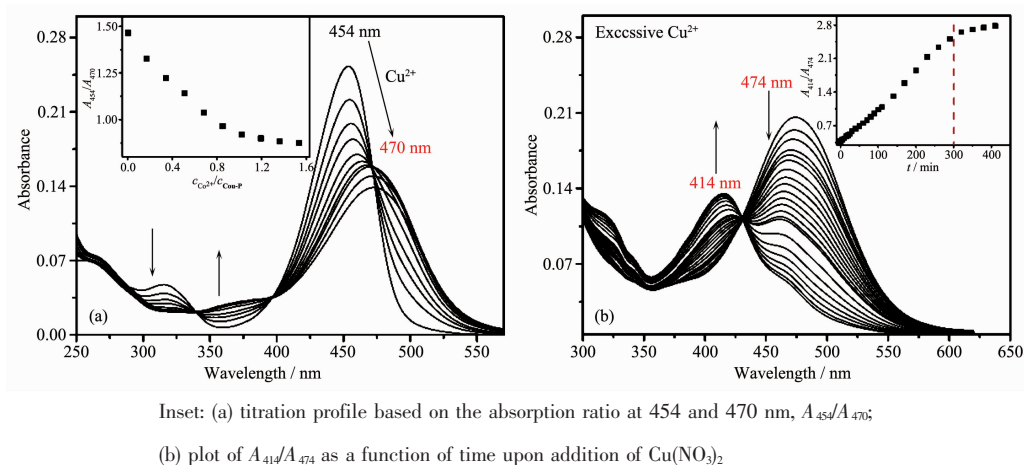 0.28
0.21
0.14
0.07
0.00
Absorbance
250 300 350 400 450 500 550
Wavelength / nm
(a)
454 nm
Cu²⁺
470 nm
1.50
1.25
1.00
A₄₅₄/A₄₇₀
0.0 0.4 0.8 1.2 1.6
c_Co²⁺/c_Cou-P
0.28
0.21
0.14
0.07
Absorbance
300 350 400 450 500 550 600 650
Wavelength / nm
(b)
Exccssive Cu²⁺
474 nm
414 nm
2.8
2.1
1.4
0.7
A₄₁₄/A₄₇₄
0 100 200 300 400
t / min
Inset: (a) titration profile based on the absorption ratio at 454 and 470 nm, A₄₅₄/A₄₇₀;
(b) plot of A₄₁₄/A₄₇₄ as a function of time upon addition of Cu(NO₃)₂